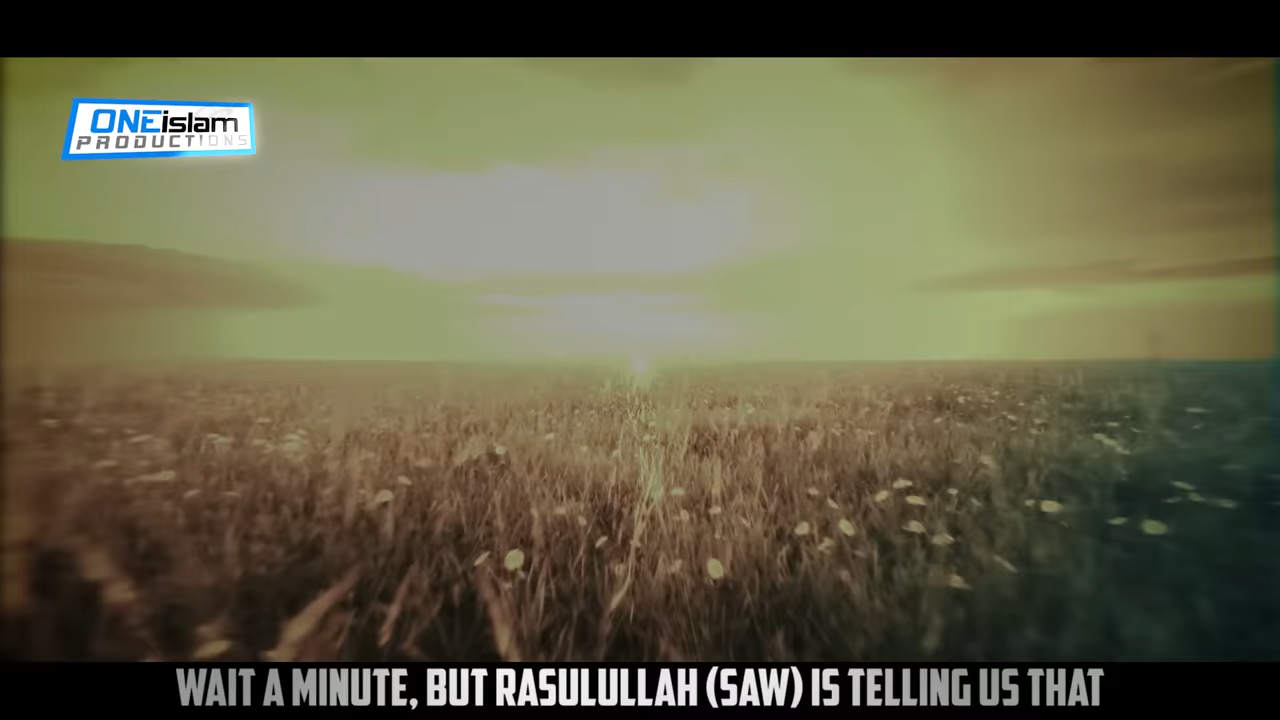 ONEislam
PRODUCTIONS
WAIT A MINUTE, BUT RASULULLAH (SAW) IS TELLING US THAT